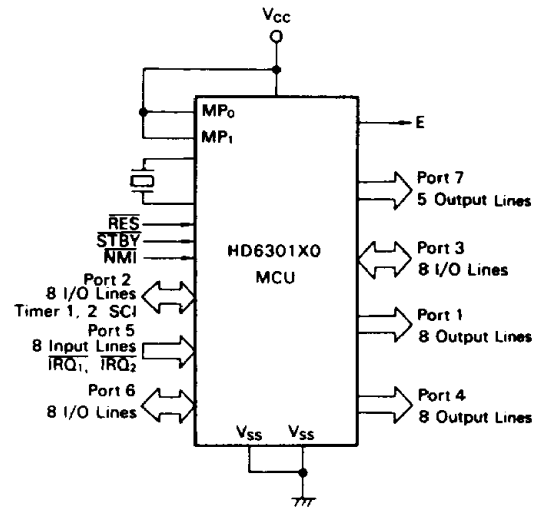 VCC
MP0
MP1
E
Port 7
5 Output Lines
RES
STBY
NMI
HD6301X0
MCU
Port 3
8 I/O Lines
Port 2
8 I/O Lines
Timer 1, 2 SCI
Port 5
8 Input Lines
IRQ1, IRQ2
Port 1
8 Output Lines
Port 6
8 I/O Lines
Port 4
8 Output Lines
VSS VSS